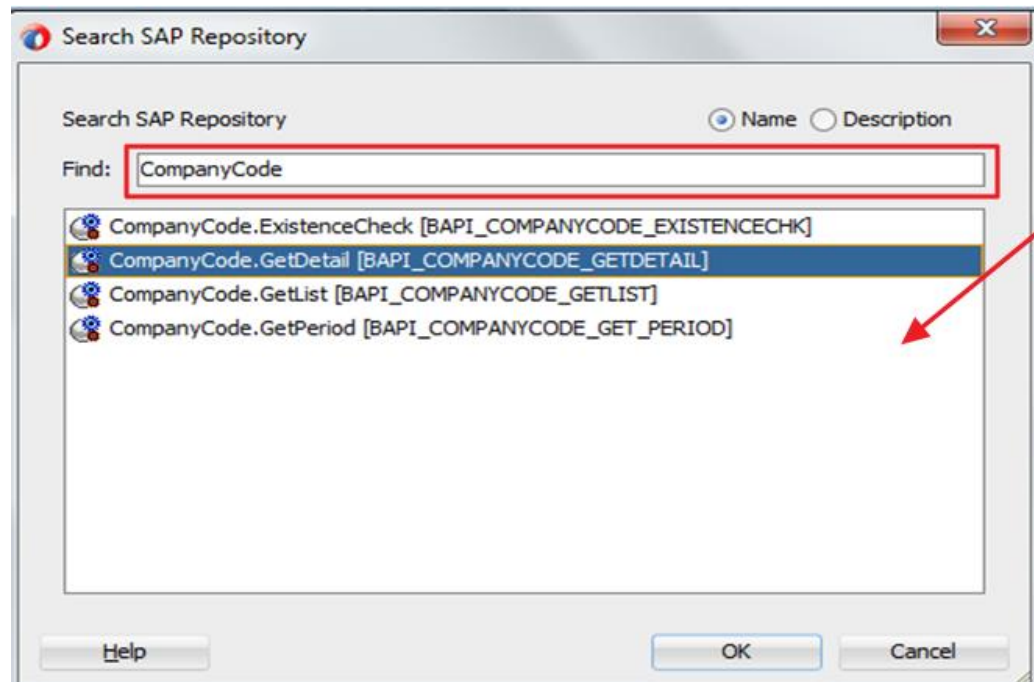 Search SAP Repository
Search SAP Repository Name Description
Find: CompanyCode
CompanyCode.ExistenceCheck [BAPI_COMPANYCODE_EXISTENCECHK]
CompanyCode.GetDetail [BAPI_COMPANYCODE_GETDETAIL]
CompanyCode.GetList [BAPI_COMPANYCODE_GETLIST]
CompanyCode.GetPeriod [BAPI_COMPANYCODE_GET_PERIOD]
Help OK Cancel